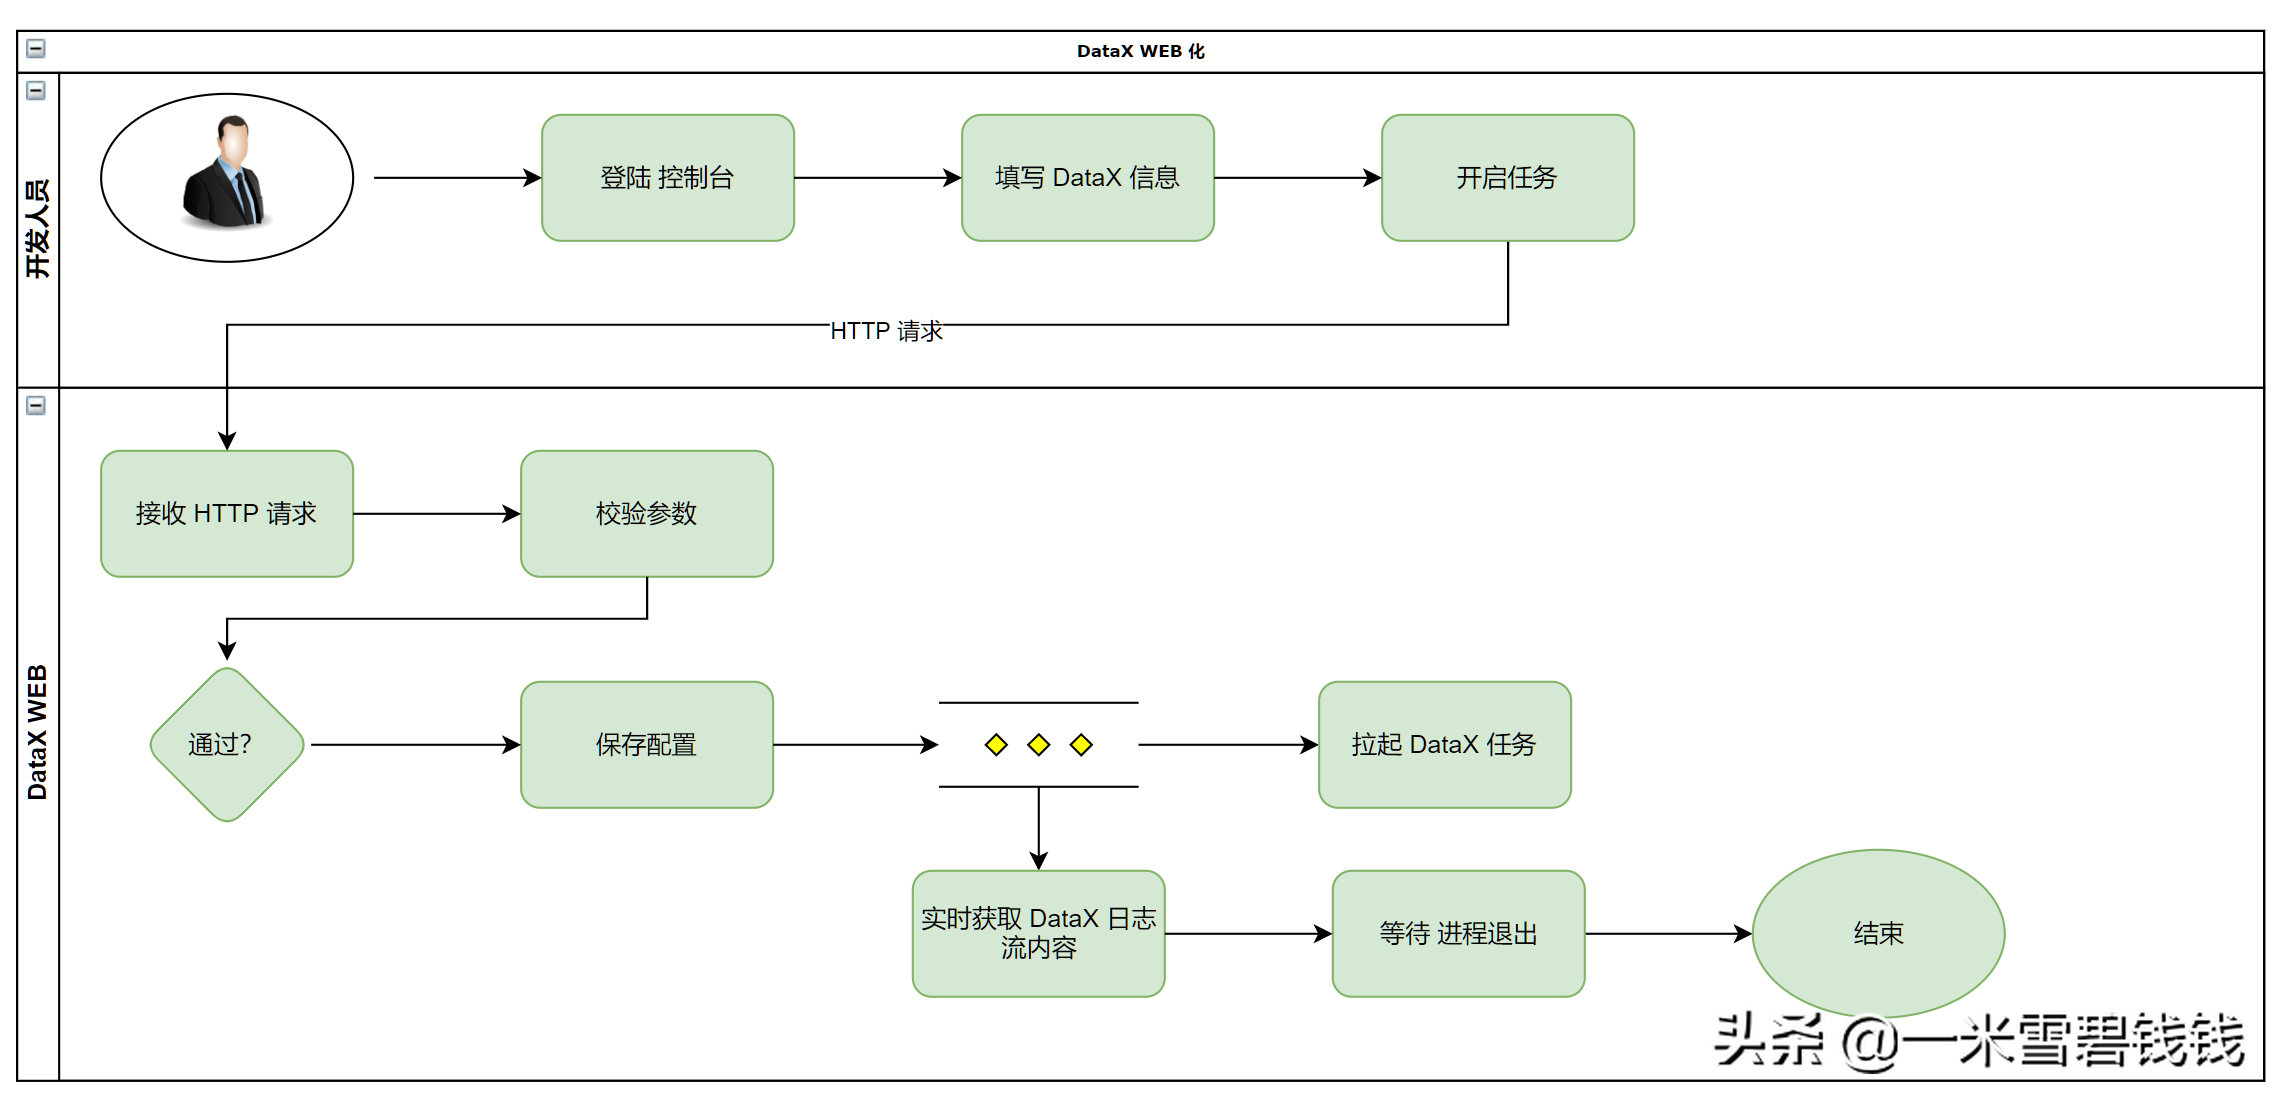 DataX WEB 化
开发人员
登陆 控制台
填写 DataX 信息
开启任务
HTTP 请求
DataX WEB
接收 HTTP 请求
校验参数
通过？
保存配置
拉起 DataX 任务
实时获取 DataX 日志
流内容
等待 进程退出
结束
头条 @一米雪碧钱钱